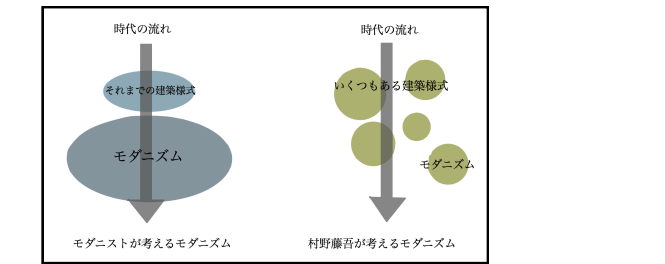 時代の流れ
それまでの建築様式
モダニズム
モダニストが考えるモダニズム
時代の流れ
いくつもある建築様式
モダニズム
村野藤吾が考えるモダニズム